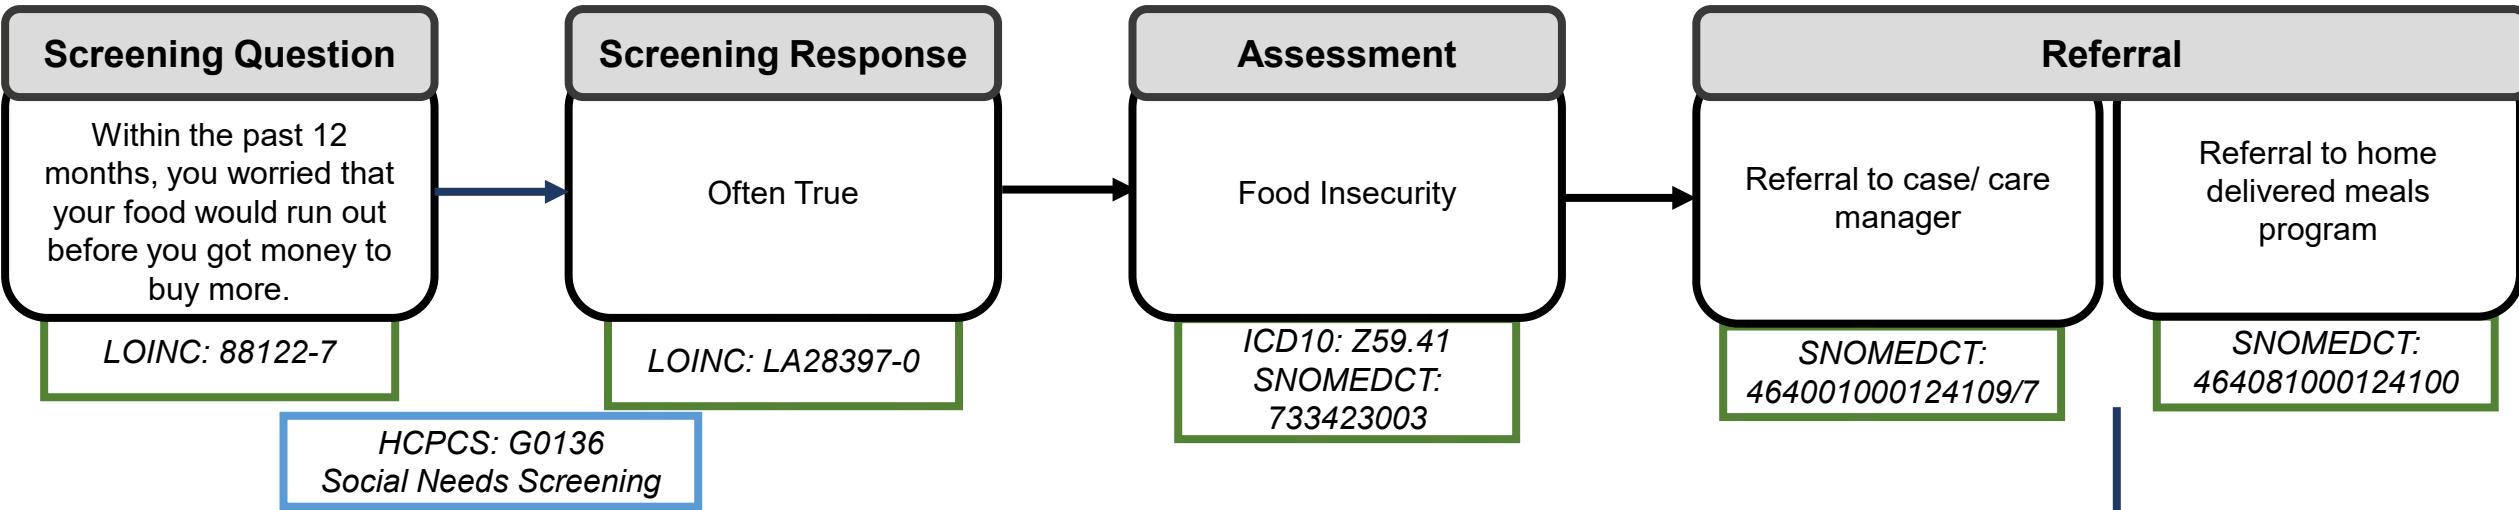 Screening Question
Within the past 12
months, you worried that
your food would run out
before you got money to
buy more.
LOINC: 88122-7
Screening Response
Often True
LOINC: LA28397-0
HCPCS: G0136
Social Needs Screening
Assessment
Food Insecurity
ICD10: Z59.41
SNOMEDCT:
733423003
Referral
Referral to case/ care
manager
SNOMEDCT:
464001000124109/7
Referral to home
delivered meals
program
SNOMEDCT:
464081000124100